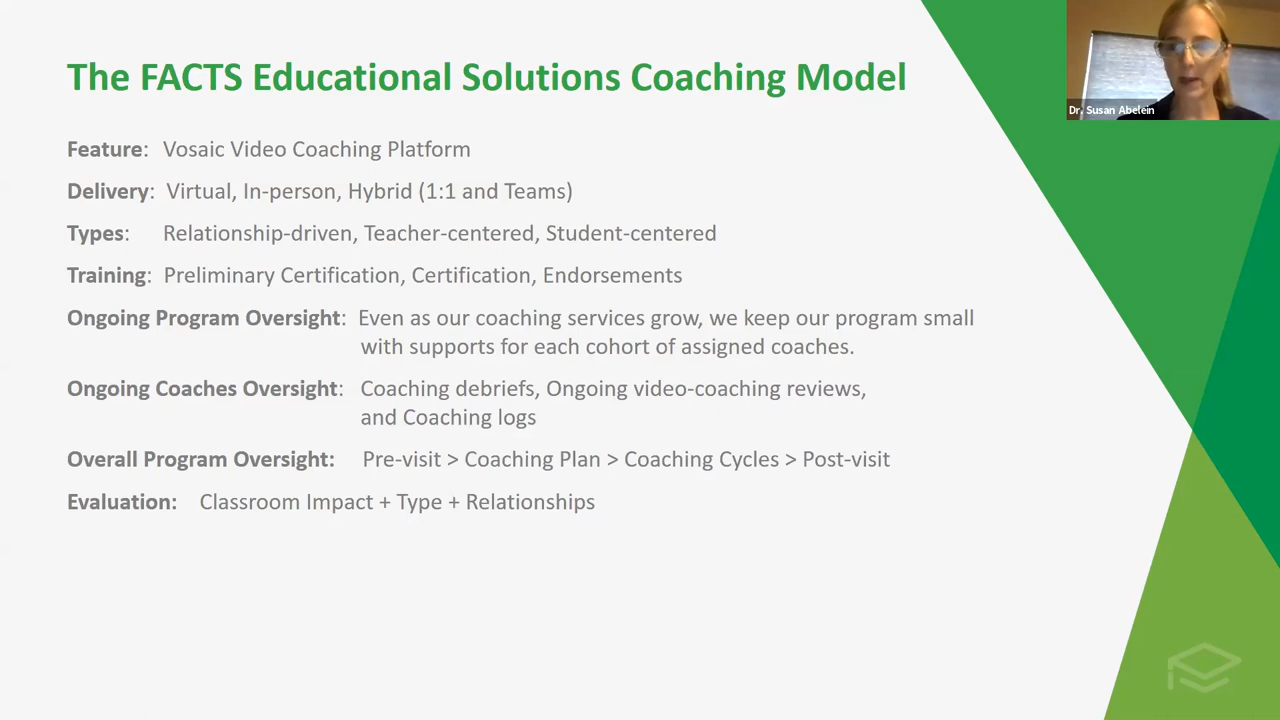 The FACTS Educational Solutions Coaching Model
Dr. Susan Abelein
Feature: Vosaic Video Coaching Platform
Delivery: Virtual, In-person, Hybrid (1:1 and Teams)
Types: Relationship-driven, Teacher-centered, Student-centered
Training: Preliminary Certification, Certification, Endorsements
Ongoing Program Oversight: Even as our coaching services grow, we keep our program small
with supports for each cohort of assigned coaches.
Ongoing Coaches Oversight: Coaching debriefs, Ongoing video-coaching reviews,
and Coaching logs
Overall Program Oversight: Pre-visit > Coaching Plan > Coaching Cycles > Post-visit
Evaluation: Classroom Impact + Type + Relationships